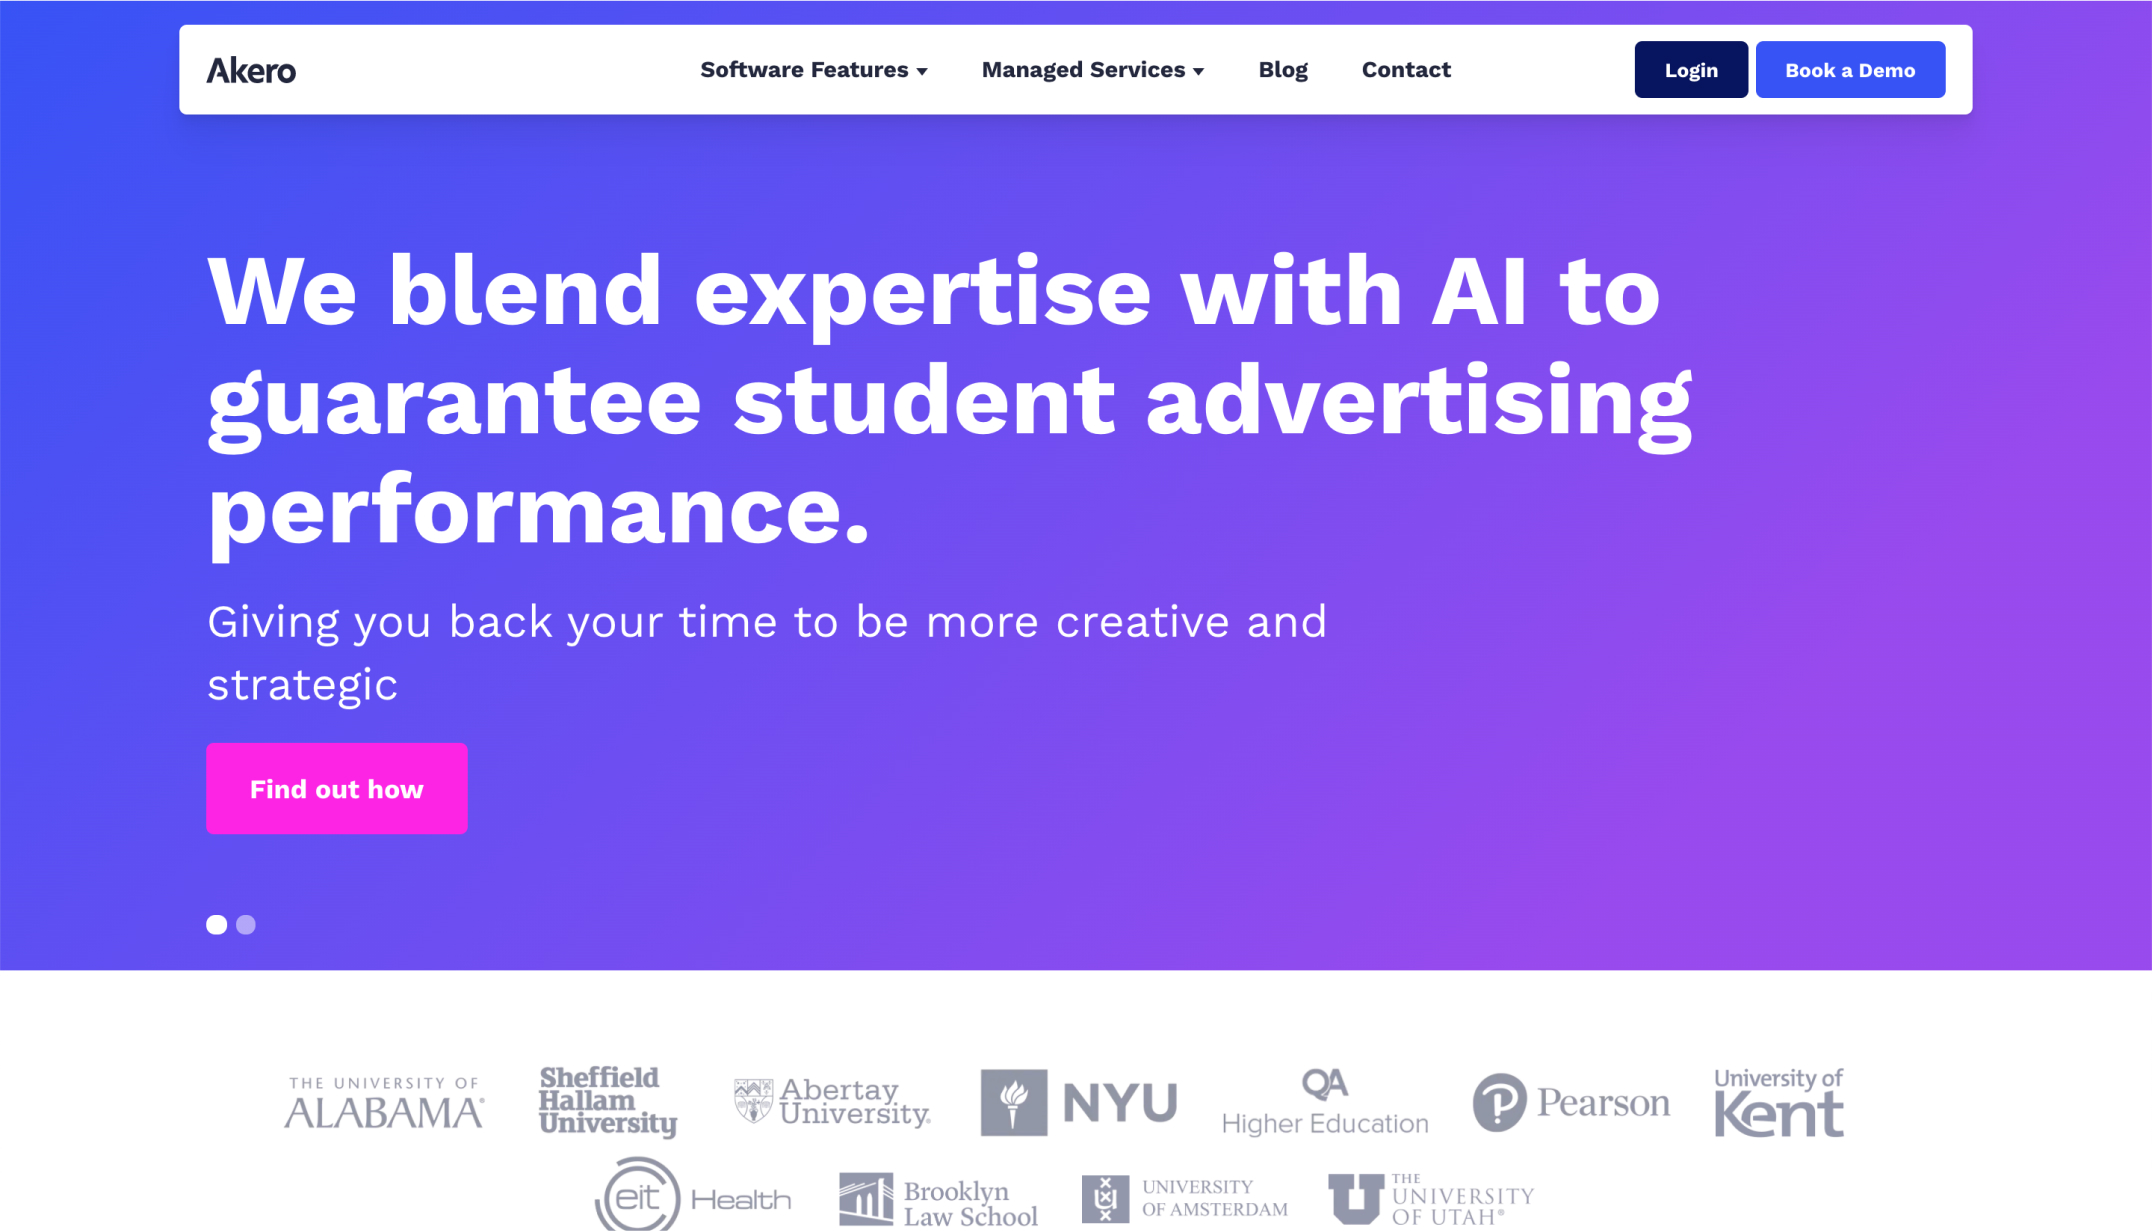 Akero
Software Features
Managed Services
Blog
Contact
Login
Book a Demo
We blend expertise with AI to
guarantee student advertising
performance.
Giving you back your time to be more creative and
strategic
Find out how
THE UNIVERSITY OF
ALABAMA®
Sheffield
Hallam
University
Abertay
University®
NYU
QA
Higher Education
Pearson
University of
Kent
eit Health
Brooklyn
Law School
UNIVERSITY
OF AMSTERDAM
U
THE
UNIVERSITY
OF UTAH®